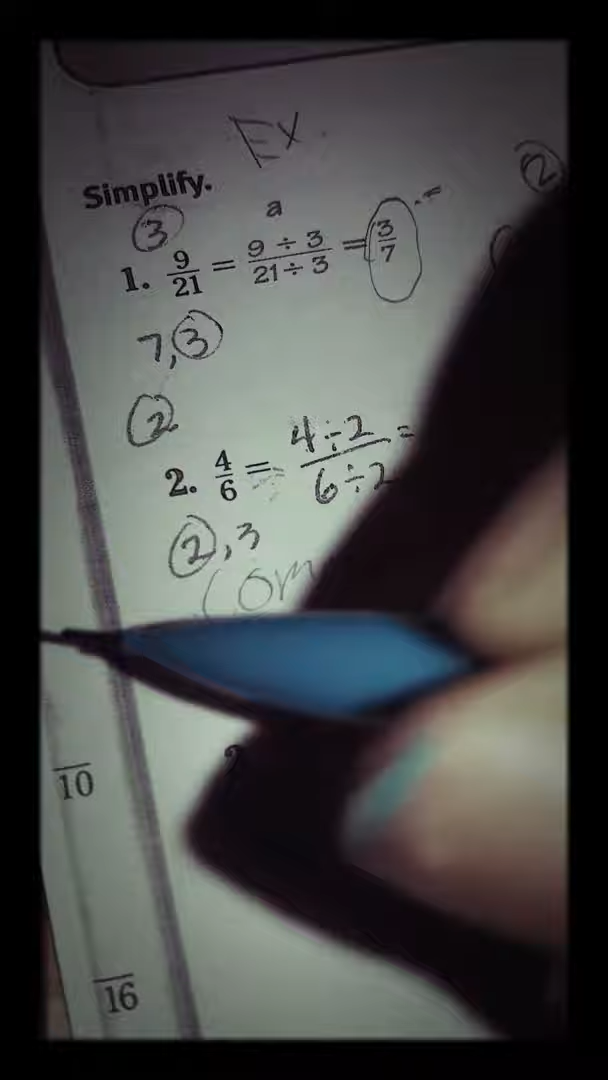 Ex.
Simplify.
2
3
a
1. 9/21 = 9 ÷ 3 / 21 ÷ 3 = 3/7
7, 3
2
2. 4/6 = 4 ÷ 2 / 6 ÷ 2 =
2, 3
10
16